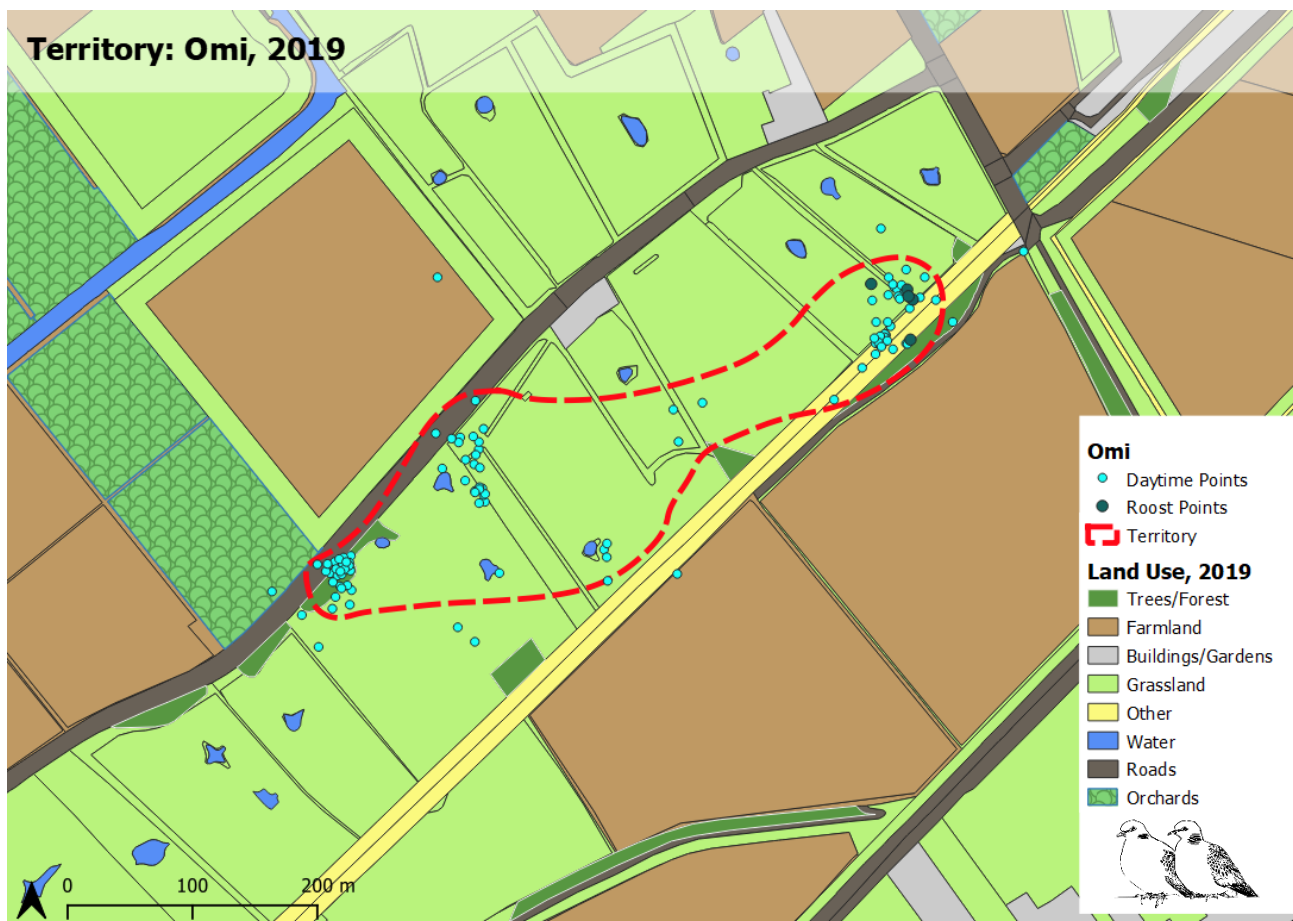 Territory: Omi, 2019
Omi
Daytime Points
Roost Points
Territory
Land Use, 2019
Trees/Forest
Farmland
Buildings/Gardens
Grassland
Other
Water
Roads
Orchards
0 100 200 m